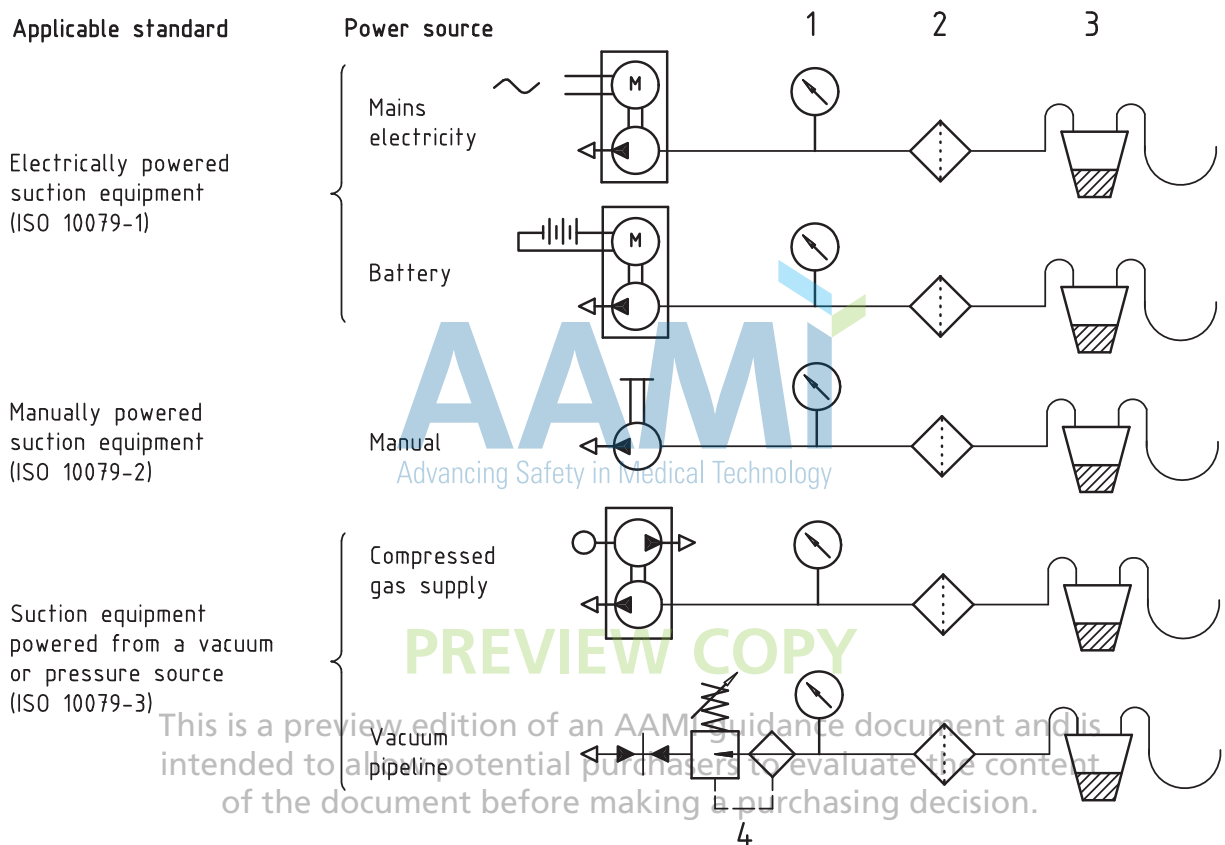 Applicable standard
Power source
1
2
3
Electrically powered
suction equipment
(ISO 10079-1)
Mains
electricity
M
Battery
M
Manually powered
suction equipment
(ISO 10079-2)
Manual
AAMI
Advancing Safety in Medical Technology
Suction equipment
powered from a vacuum
or pressure source
(ISO 10079-3)
Compressed
gas supply
PREVIEW COPY
Vacuum
pipeline
This is a preview edition of an AAMI guidance document and is
intended to allow potential purchasers to evaluate the content
of the document before making a purchasing decision.
4